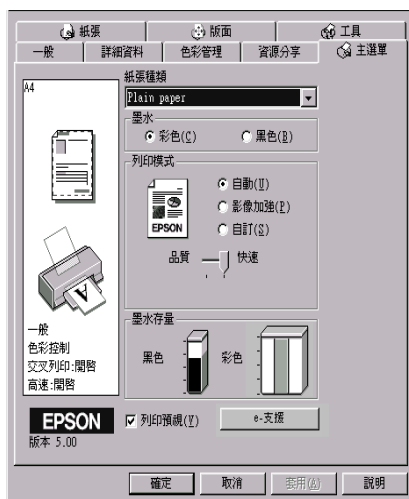 紙張 版面 工具
一般 詳細資料 色彩管理 資源分享 主選單
A4
紙張種類
Plain paper
墨水
彩色(C) 黑色(B)
列印模式
自動(U)
影像加強(P)
自訂(S)
EPSON
品質 快速
一般
色彩控制
交叉列印:開啓
高速:開啓
墨水存量
黑色 彩色
EPSON
版本 5.00
列印預視(V) e-支援
確定 取消 套用(A) 說明